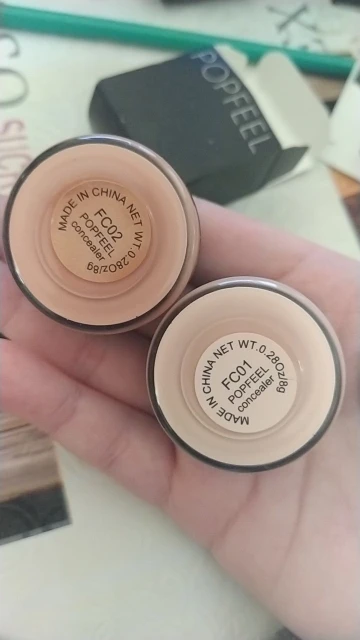 POPFEEL
MADE IN CHINA NET WT.0.28Oz/8g
FC02
POPFEEL
concealer
MADE IN CHINA NET WT.0.28Oz/8g
FC01
POPFEEL
concealer